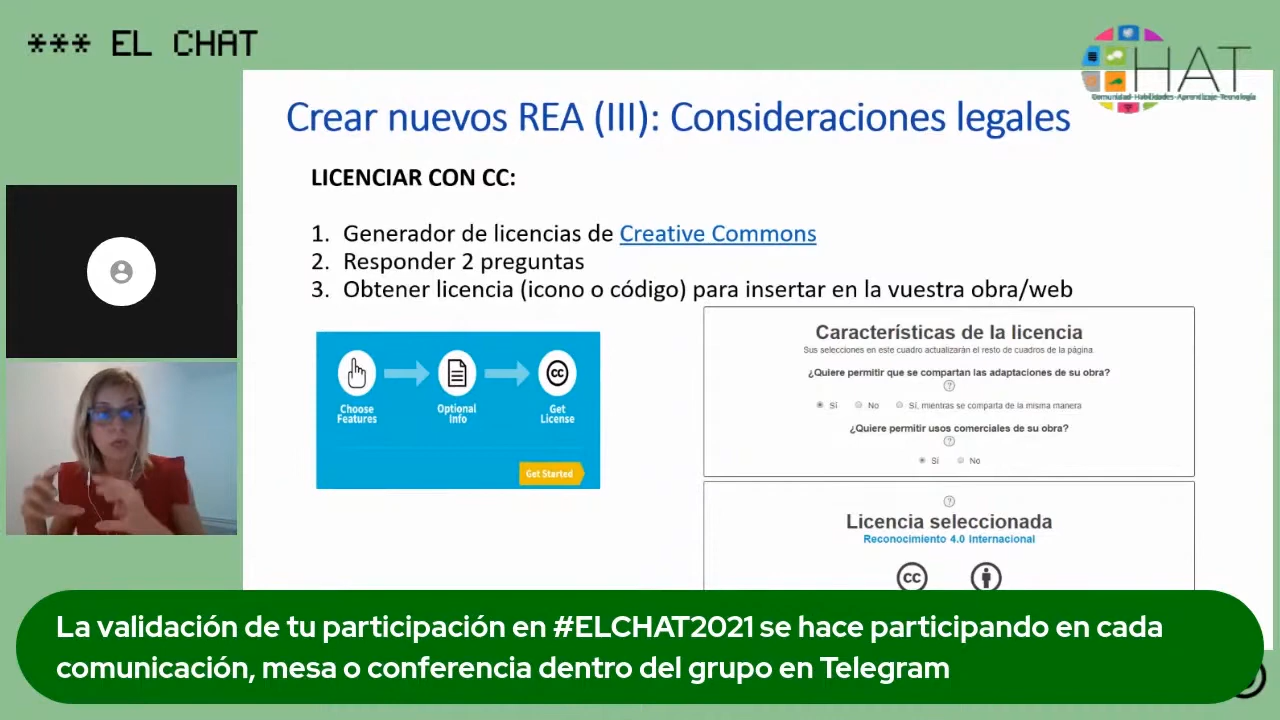 *** EL CHAT
HAT
Comunidad-Habilidades-Aprendizaje-Tecnología
Crear nuevos REA (III): Consideraciones legales
LICENCIAR CON CC:
1. Generador de licencias de Creative Commons
2. Responder 2 preguntas
3. Obtener licencia (icono o código) para insertar en la vuestra obra/web
Choose Features
Optional Info
cc
Get License
Get Started
Características de la licencia
Sus selecciones en este cuadro actualizarán el resto de cuadros de la página.
¿Quiere permitir que se compartan las adaptaciones de su obra?
?
Sí No Sí, mientras se comparta de la misma manera
¿Quiere permitir usos comerciales de su obra?
?
Sí No
?
Licencia seleccionada
Reconocimiento 4.0 Internacional
cc
La validación de tu participación en #ELCHAT2021 se hace participando en cada
comunicación, mesa o conferencia dentro del grupo en Telegram